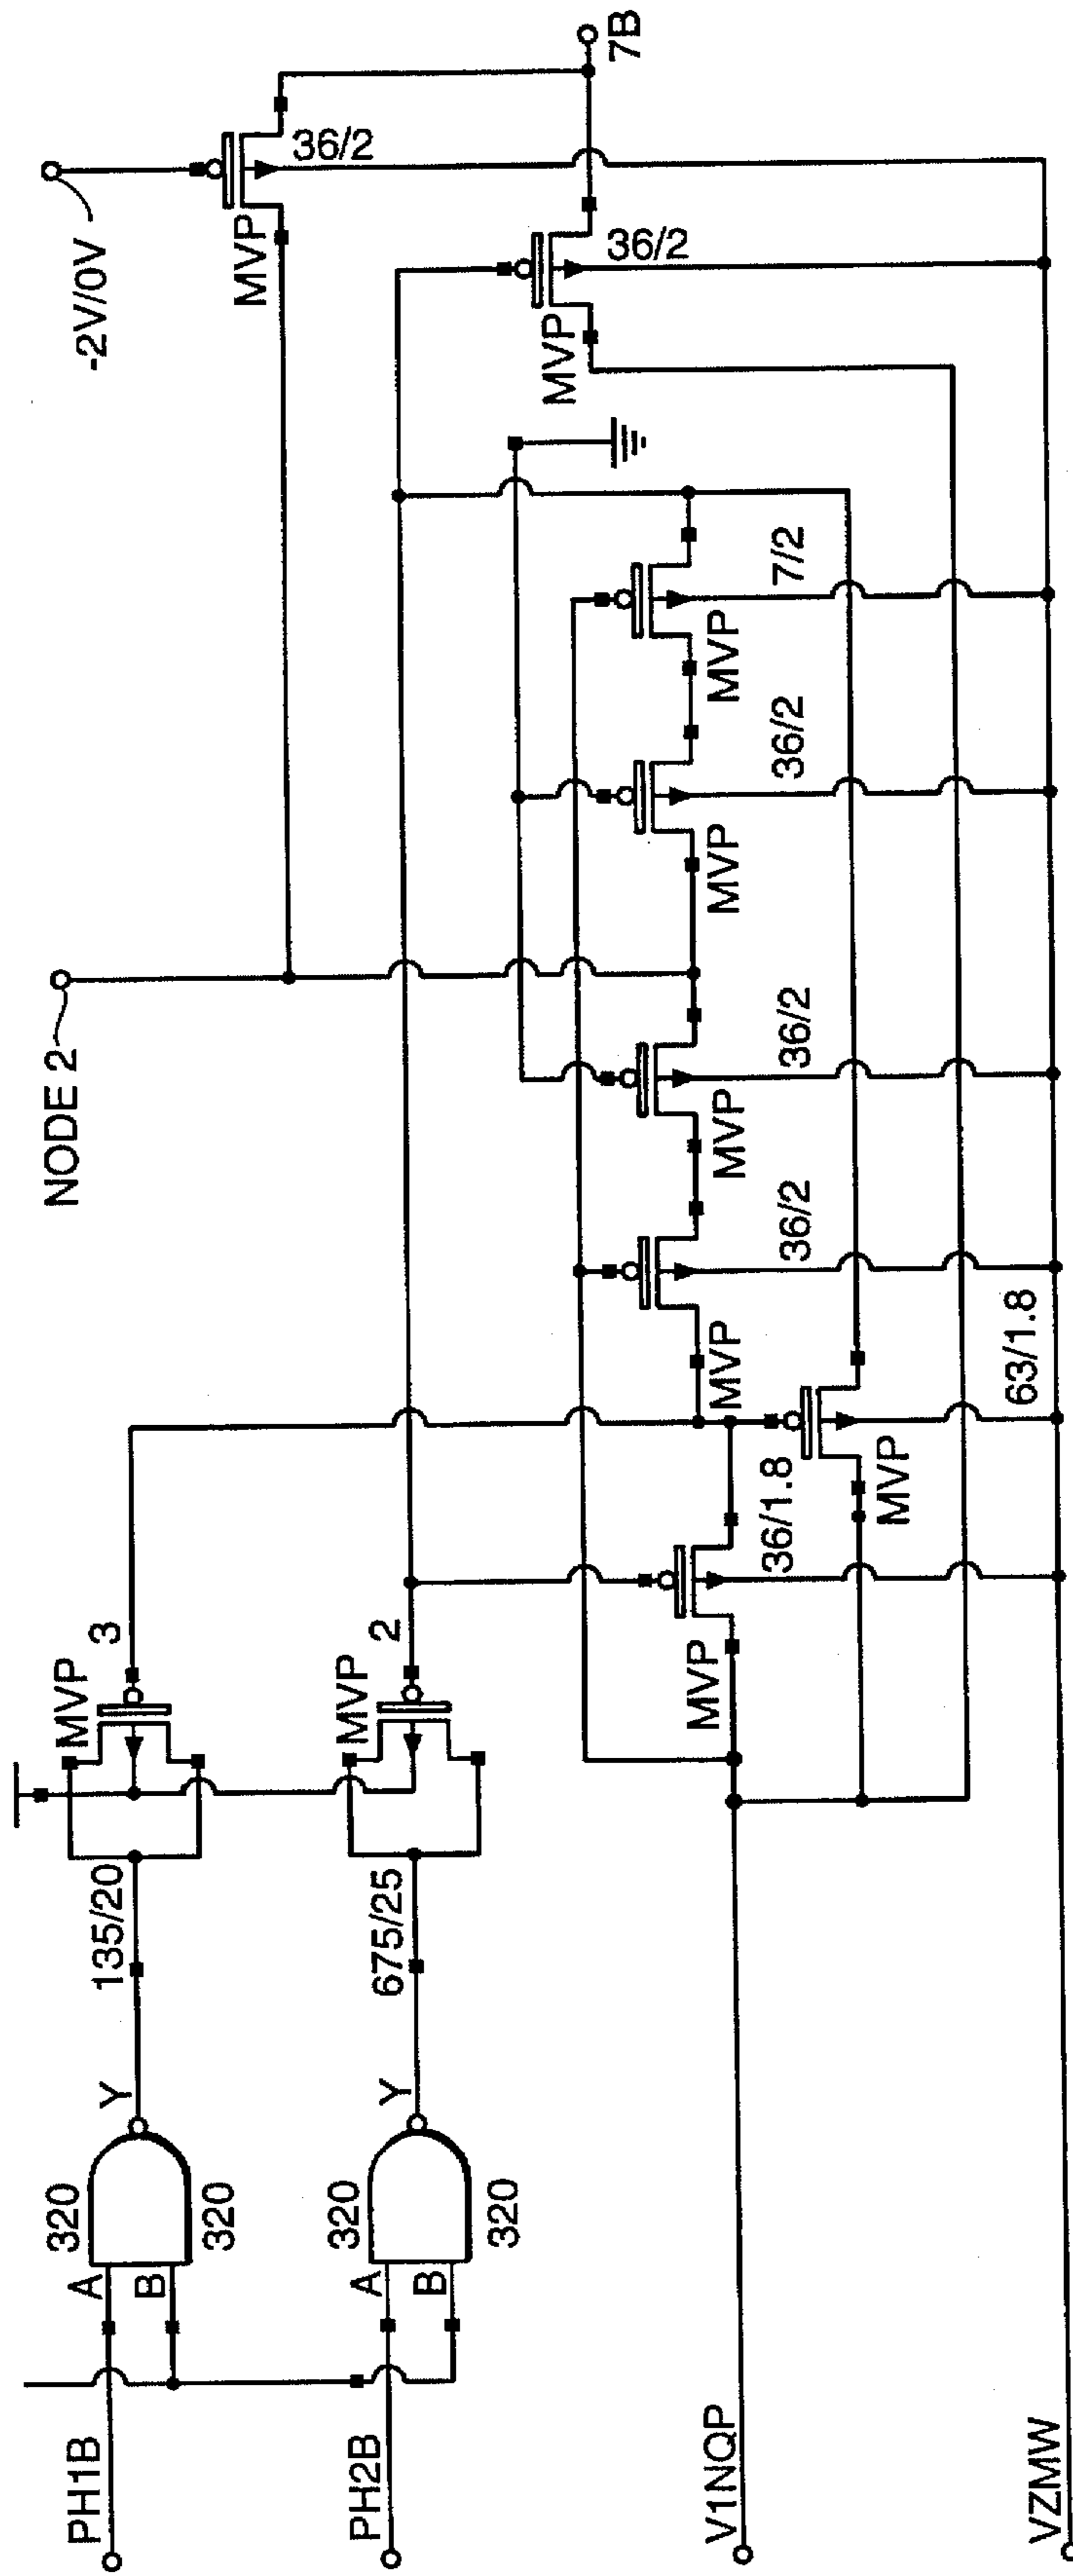 PH1B
A
B
320
320
Y
135/20
MVP
3
PH2B
A
B
320
320
Y
675/25
MVP
2
NODE 2
-2V/0V
MVP
36/2
7B
MVP
36/2
V1NQP
MVP
36/1.8
MVP
63/1.8
MVP
36/2
MVP
36/2
MVP
36/2
MVP
7/2
VZMW